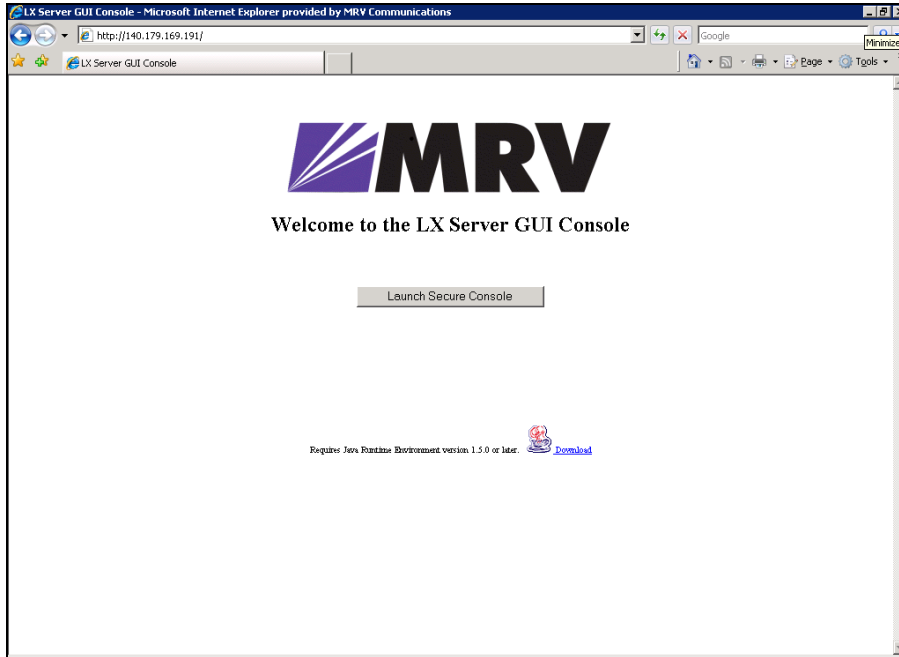 LX Server GUI Console - Microsoft Internet Explorer provided by MRV Communications
http://140.179.169.191/
Google
Minimize
LX Server GUI Console
Page
Tools
MRV
Welcome to the LX Server GUI Console
Launch Secure Console
Requires Java Runtime Environment version 1.5.0 or later. Download